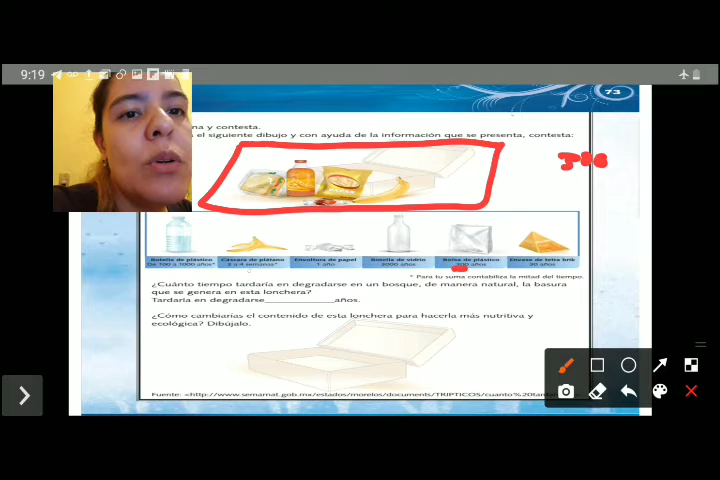 9:19
73
na y contesta.
el siguiente dibujo y con ayuda de la información que se presenta, contesta:
Botella de plástico
De 100 a 1000 años*
Cáscara de plátano
3 a 4 semanas*
Envoltura de papel
1 año
Botella de vidrio
Bolsa de plástico
Envase de tetra brik
30 años
* Para tu suma contabiliza la mitad del tiempo.
¿Cuánto tiempo tardaría en degradarse en un bosque, de manera natural, la basura
que se genera en esta lonchera?
Tardaría en degradarse______________años.
¿Cómo cambiarías el contenido de esta lonchera para hacerla más nutritiva y
ecológica? Dibújalo.
Fuente: <http://www.semarnat.gob.mx/estados/morelos/documents/TRIPTICOS/cuanto%20tardan